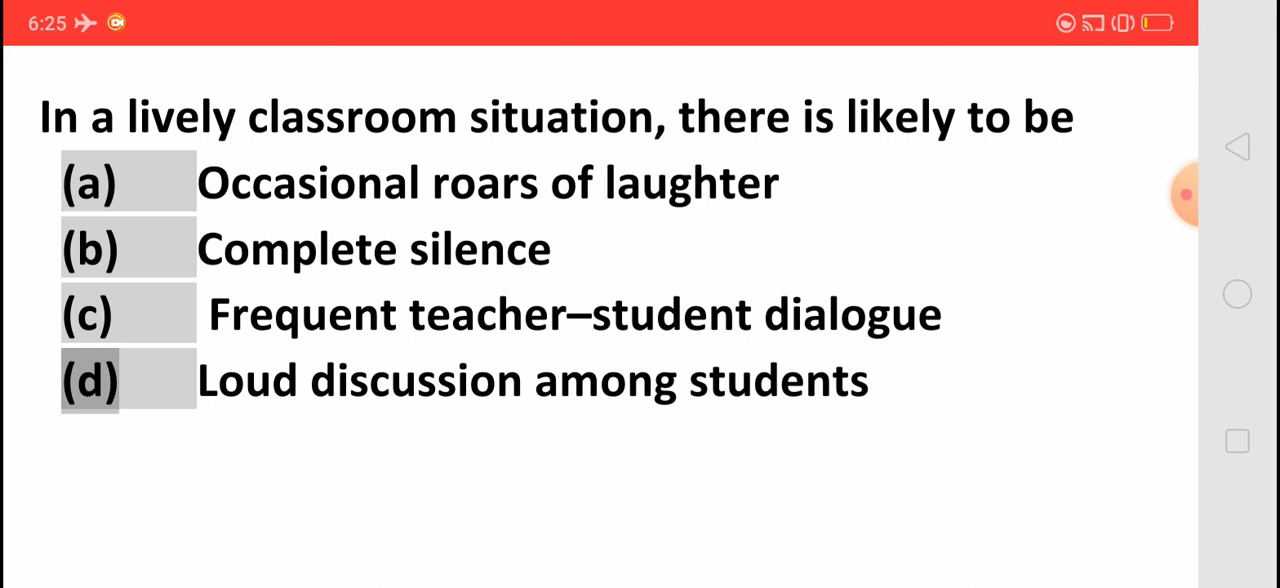 6:25
In a lively classroom situation, there is likely to be
(a) Occasional roars of laughter
(b) Complete silence
(c) Frequent teacher–student dialogue
(d) Loud discussion among students